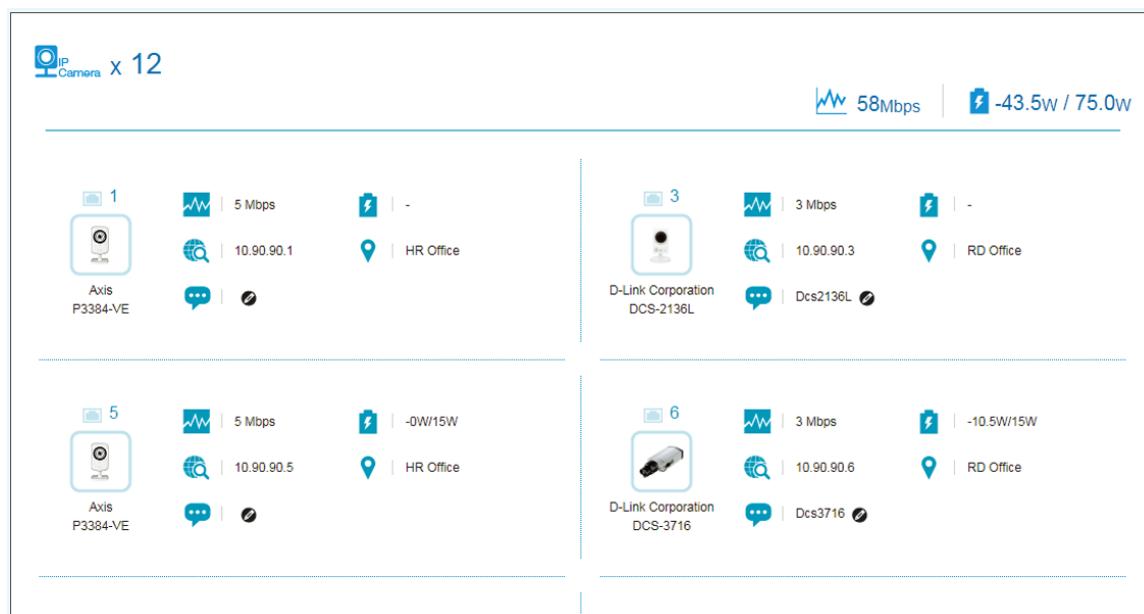 IP
Camera x 12
58Mbps -43.5W / 75.0W
1
5 Mbps -
10.90.90.1 HR Office
Axis
P3384-VE
3
3 Mbps -
10.90.90.3 RD Office
D-Link Corporation
DCS-2136L
Dcs2136L
5
5 Mbps -0W/15W
10.90.90.5 HR Office
Axis
P3384-VE
6
3 Mbps -10.5W/15W
10.90.90.6 RD Office
D-Link Corporation
DCS-3716
Dcs3716